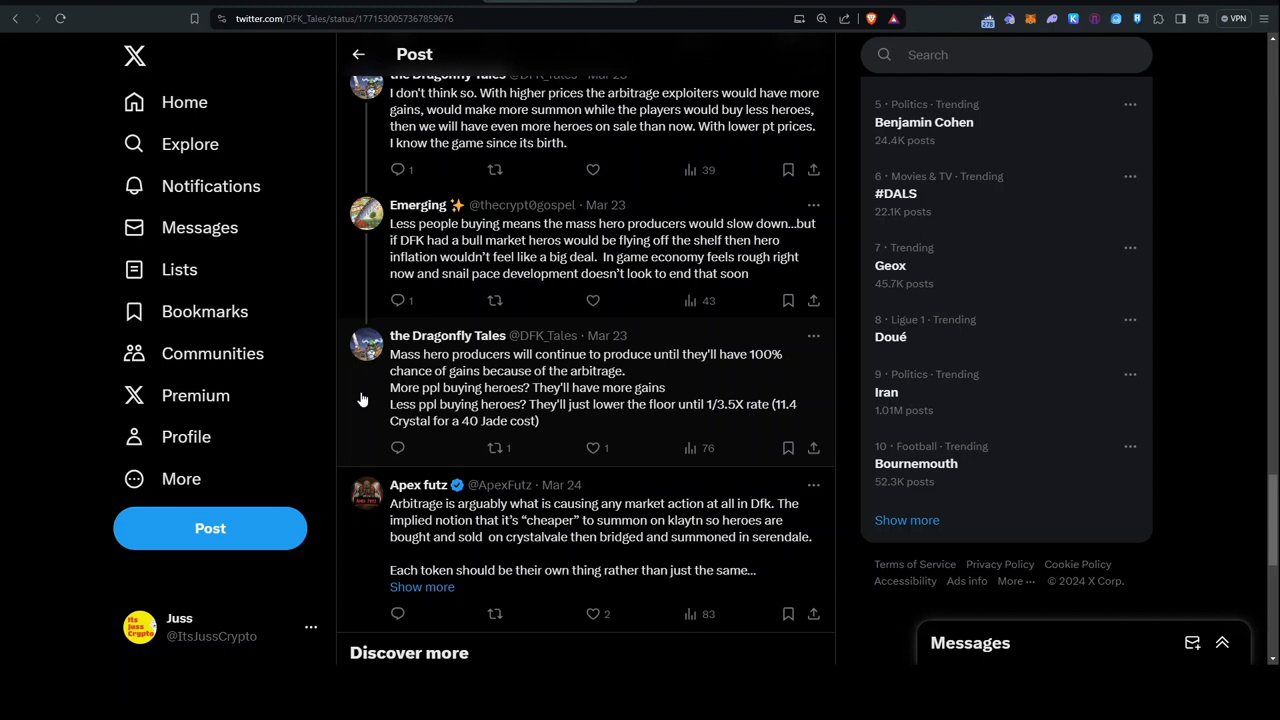 twitter.com/DFK_Tales/status/1771530057367859676
278
VPN
Home
Explore
Notifications
Messages
Lists
Bookmarks
Communities
Premium
Profile
More
Post
Juss
@ItsJussCrypto
Its
Juss
Crypto
Post
the Dragonfly Tales @DFK_Tales · Mar 23
I don't think so. With higher prices the arbitrage exploiters would have more
gains, would make more summon while the players would buy less heroes,
then we will have even more heroes on sale than now. With lower pt prices.
I know the game since its birth.
1 39
Emerging ✨ @thecrypt0gospel · Mar 23
Less people buying means the mass hero producers would slow down...but
if DFK had a bull market heros would be flying off the shelf then hero
inflation wouldn’t feel like a big deal. In game economy feels rough right
now and snail pace development doesn’t look to end that soon
1 43
the Dragonfly Tales @DFK_Tales · Mar 23
Mass hero producers will continue to produce until they'll have 100%
chance of gains because of the arbitrage.
More ppl buying heroes? They'll have more gains
Less ppl buying heroes? They'll just lower the floor until 1/3.5X rate (11.4
Crystal for a 40 Jade cost)
1 1 76
Apex futz @ApexFutz · Mar 24
Arbitrage is arguably what is causing any market action at all in Dfk. The
implied notion that it’s “cheaper” to summon on klaytn so heroes are
bought and sold on crystalvale then bridged and summoned in serendale.
Each token should be their own thing rather than just the same...
Show more
2 83
Discover more
Search
5 · Politics · Trending
Benjamin Cohen
24.4K posts
6 · Movies & TV · Trending
#DALS
22.1K posts
7 · Trending
Geox
45.7K posts
8 · Ligue 1 · Trending
Doué
9 · Politics · Trending
Iran
1.01M posts
10 · Football · Trending
Bournemouth
52.3K posts
Show more
Terms of Service Privacy Policy Cookie Policy
Accessibility Ads info More ··· © 2024 X Corp.
Messages